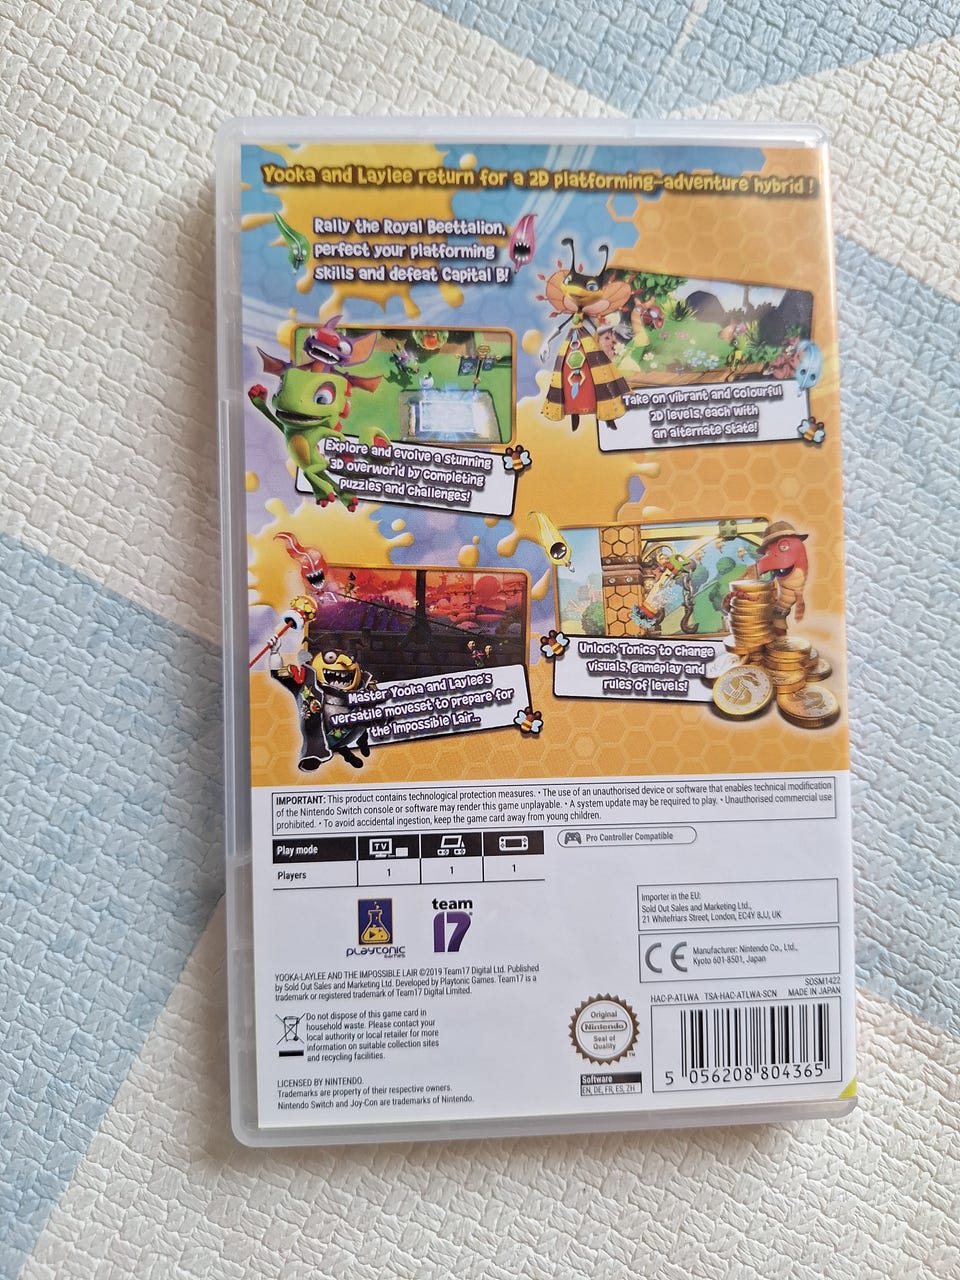 Yooka and Laylee return for a 2D platforming-adventure hybrid !
Rally the Royal Beettalion,
perfect your platforming
skills and defeat Capital B!
Take on vibrant and colourful
2D levels, each with
an alternate state!
Explore and evolve a stunning
3D overworld by completing
puzzles and challenges!
Unlock Tonics to change
visuals, gameplay and
rules of levels!
Master Yooka and Laylee's
versatile moveset to prepare for
the Impossible Lair...
IMPORTANT: This product contains technological protection measures. • The use of an unauthorised device or software that enables technical modification
of the Nintendo Switch console or software may render this game unplayable. • A system update may be required to play. • Unauthorised commercial use
prohibited. • To avoid accidental ingestion, keep the game card away from young children.
Play mode TV
Players 1 1 1
Pro Controller Compatible
Importer in the EU:
Sold Out Sales and Marketing Ltd.,
21 Whitefriars Street, London, EC4Y 8JJ, UK
CE Manufacturer: Nintendo Co., Ltd.,
Kyoto 601-8501, Japan
playtonic
games
team
17
YOOKA-LAYLEE AND THE IMPOSSIBLE LAIR ©2019 Team17 Digital Ltd. Published
by Sold Out Sales and Marketing Ltd. Developed by Playtonic Games. Team17 is a
trademark or registered trademark of Team17 Digital Limited.
SOSM1422
HAC-P-ATLWA TSA-HAC-ATLWA-SCN MADE IN JAPAN
Do not dispose of this game card in
household waste. Please contact your
local authority or local retailer for more
information on suitable collection sites
and recycling facilities.
Original
Nintendo
Seal of
Quality
TM
LICENSED BY NINTENDO.
Trademarks are property of their respective owners.
Nintendo Switch and Joy-Con are trademarks of Nintendo.
Software
EN, DE, FR, ES, ZH
5 056208 804365